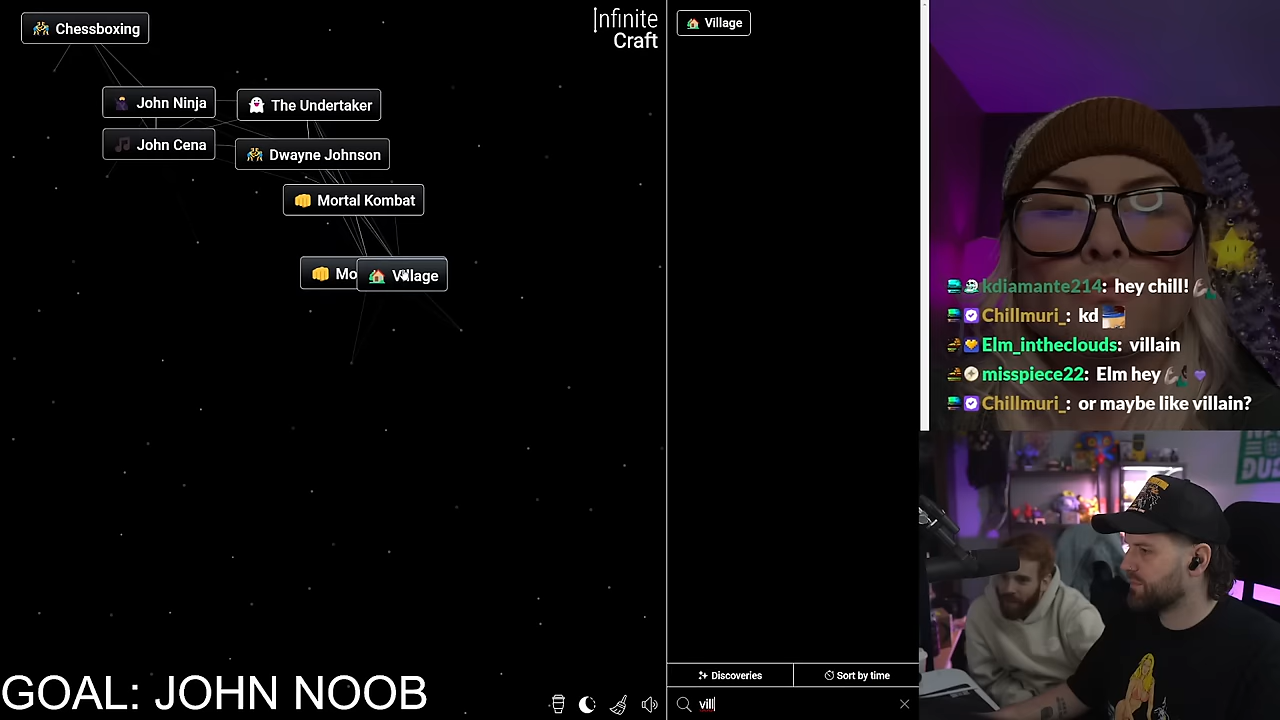 Chessboxing
Infinite
Craft
Village
John Ninja
The Undertaker
John Cena
Dwayne Johnson
Mortal Kombat
Mo
Village
kdiamante214: hey chill!
Chillmuri_: kd
Elm_intheclouds: villain
misspiece22: Elm hey
Chillmuri_: or maybe like villain?
Discoveries
Sort by time
vill
GOAL: JOHN NOOB